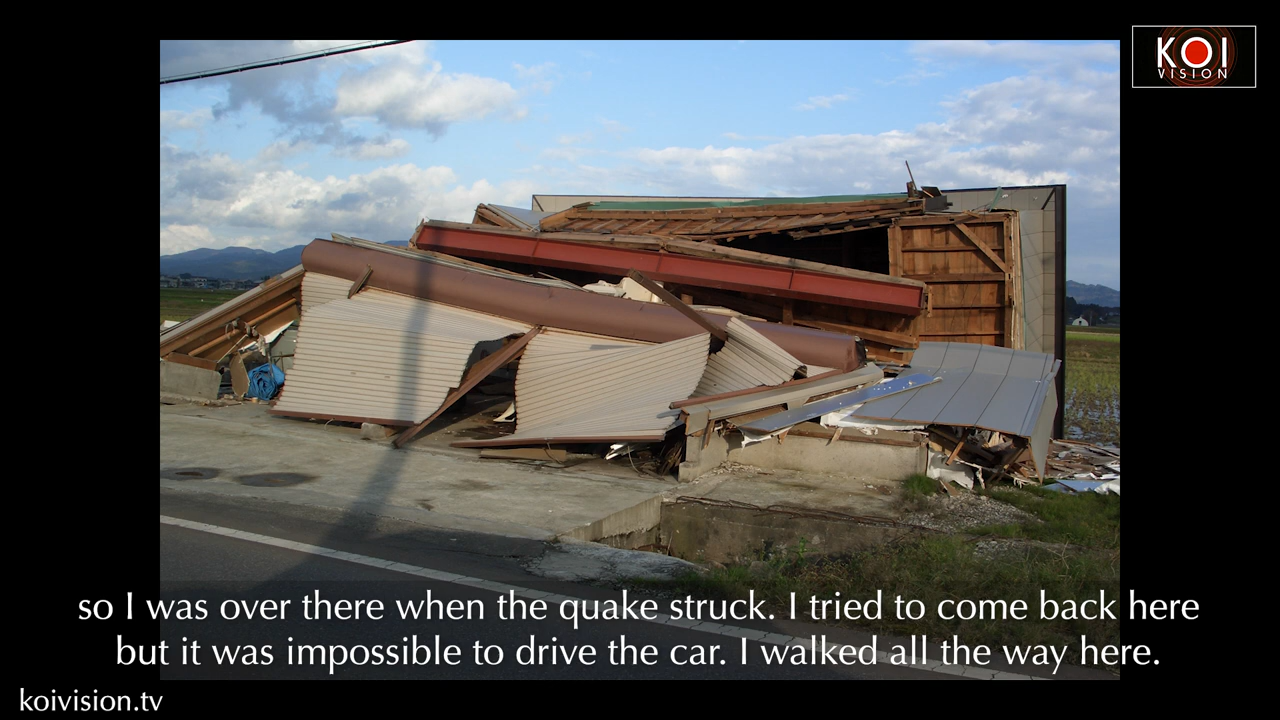 KOI
VISION
so I was over there when the quake struck. I tried to come back here
but it was impossible to drive the car. I walked all the way here.
koivision.tv